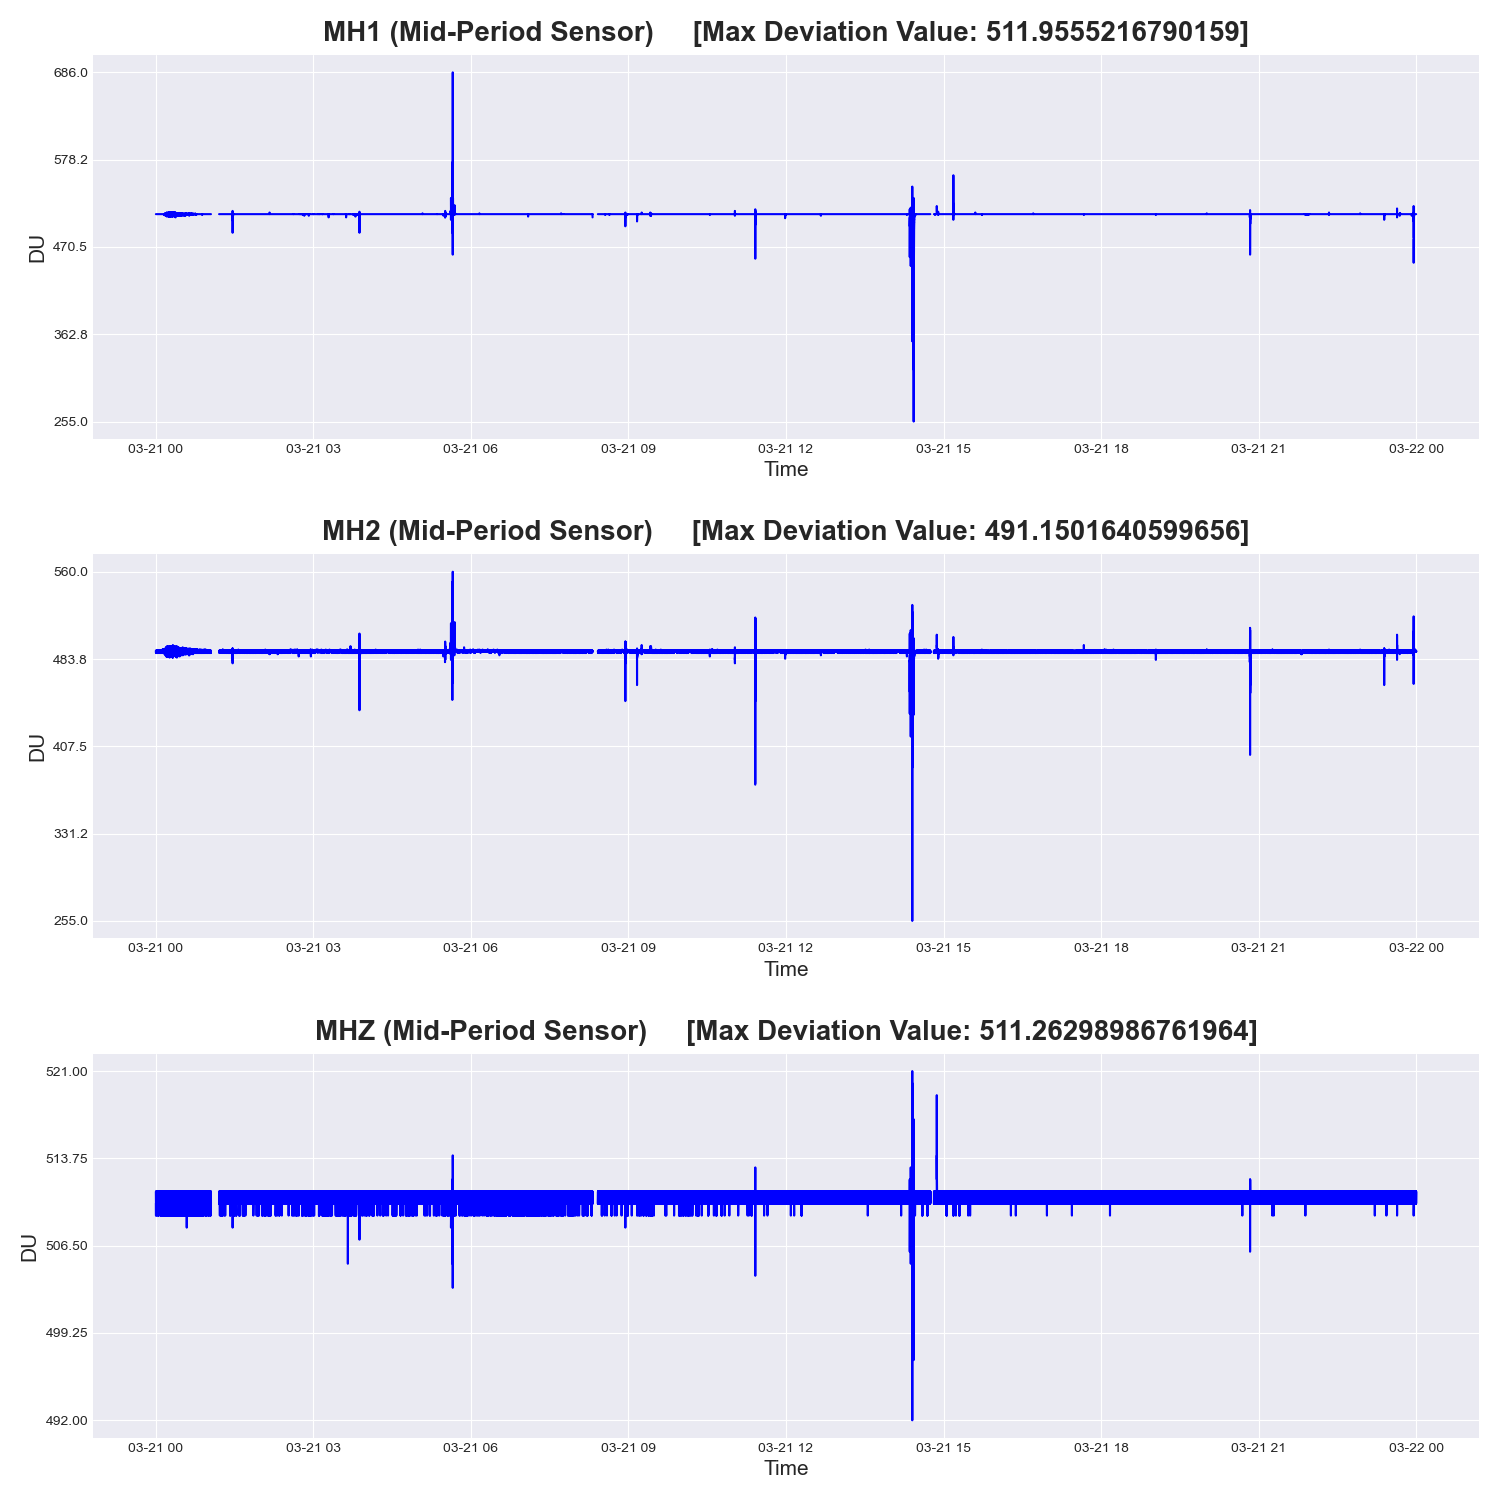 MH1 (Mid-Period Sensor) [Max Deviation Value: 511.9555216790159]
686.0
578.2
470.5
362.8
255.0
DU
03-21 00 03-21 03 03-21 06 03-21 09 03-21 12 03-21 15 03-21 18 03-21 21 03-22 00
Time
MH2 (Mid-Period Sensor) [Max Deviation Value: 491.1501640599656]
560.0
483.8
407.5
331.2
255.0
DU
03-21 00 03-21 03 03-21 06 03-21 09 03-21 12 03-21 15 03-21 18 03-21 21 03-22 00
Time
MHZ (Mid-Period Sensor) [Max Deviation Value: 511.26298986761964]
521.00
513.75
506.50
499.25
492.00
DU
03-21 00 03-21 03 03-21 06 03-21 09 03-21 12 03-21 15 03-21 18 03-21 21 03-22 00
Time